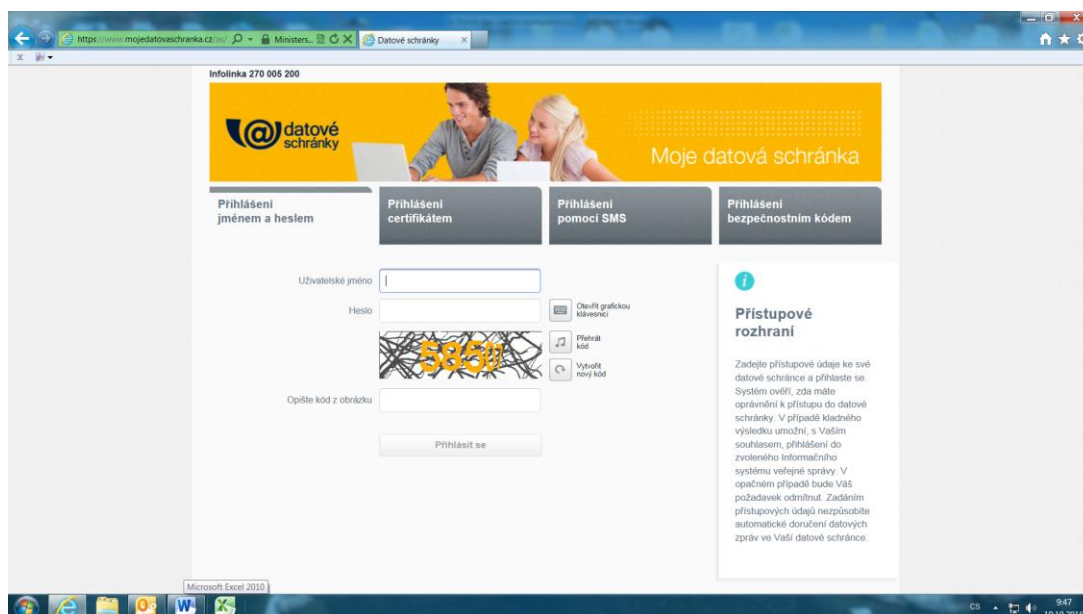 https://www.mojedatovaschranka.cz/as/
Ministers...
Datové schránky
Infolinka 270 005 200
datové
schránky
Moje datová schránka
Přihlášení
jménem a heslem
Přihlášení
certifikátem
Přihlášení
pomocí SMS
Přihlášení
bezpečnostním kódem
Uživatelské jméno
Heslo
Otevřít grafickou
klávesnici
Přehrát
kód
Vytvořit
nový kód
Opište kód z obrázku
Přihlásit se
Přístupové
rozhraní
Zadejte přístupové údaje ke své
datové schránce a přihlaste se.
Systém ověří, zda máte
oprávnění k přístupu do datové
schránky. V případě kladného
výsledku umožní, s Vaším
souhlasem, přihlášení do
zvoleného Informačního
systému veřejné správy. V
opačném případě bude Váš
požadavek odmítnut. Zadáním
přístupových údajů nezpůsobíte
automatické doručení datových
zpráv ve Vaší datové schránce.
Microsoft Excel 2010
CS
9:47